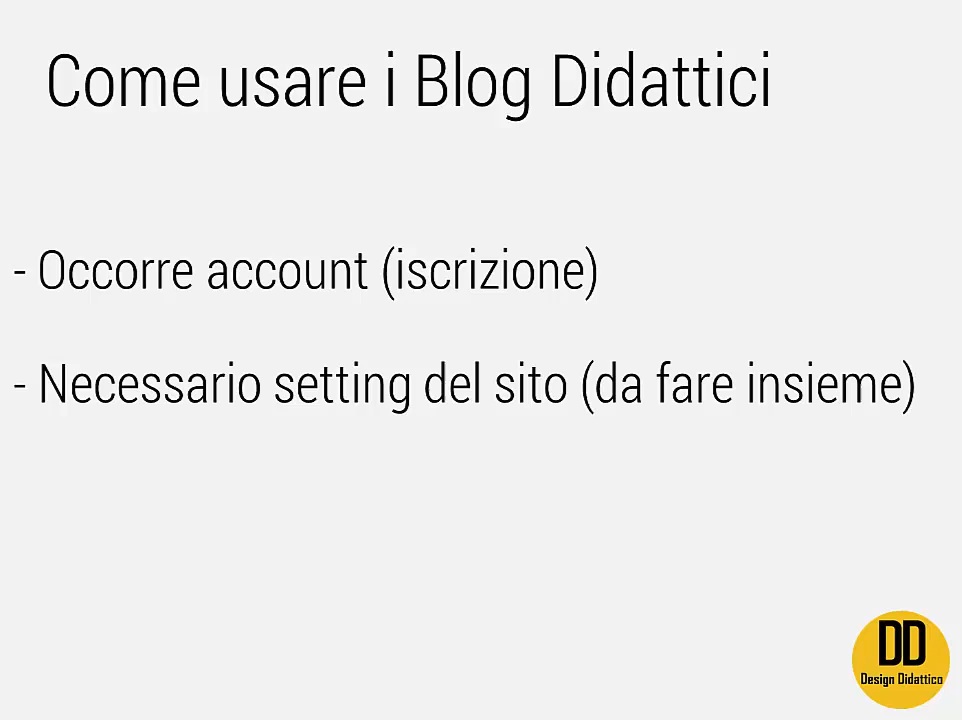 Come usare i Blog Didattici
- Occorre account (iscrizione)
- Necessario setting del sito (da fare insieme)
DD
Design Didattico